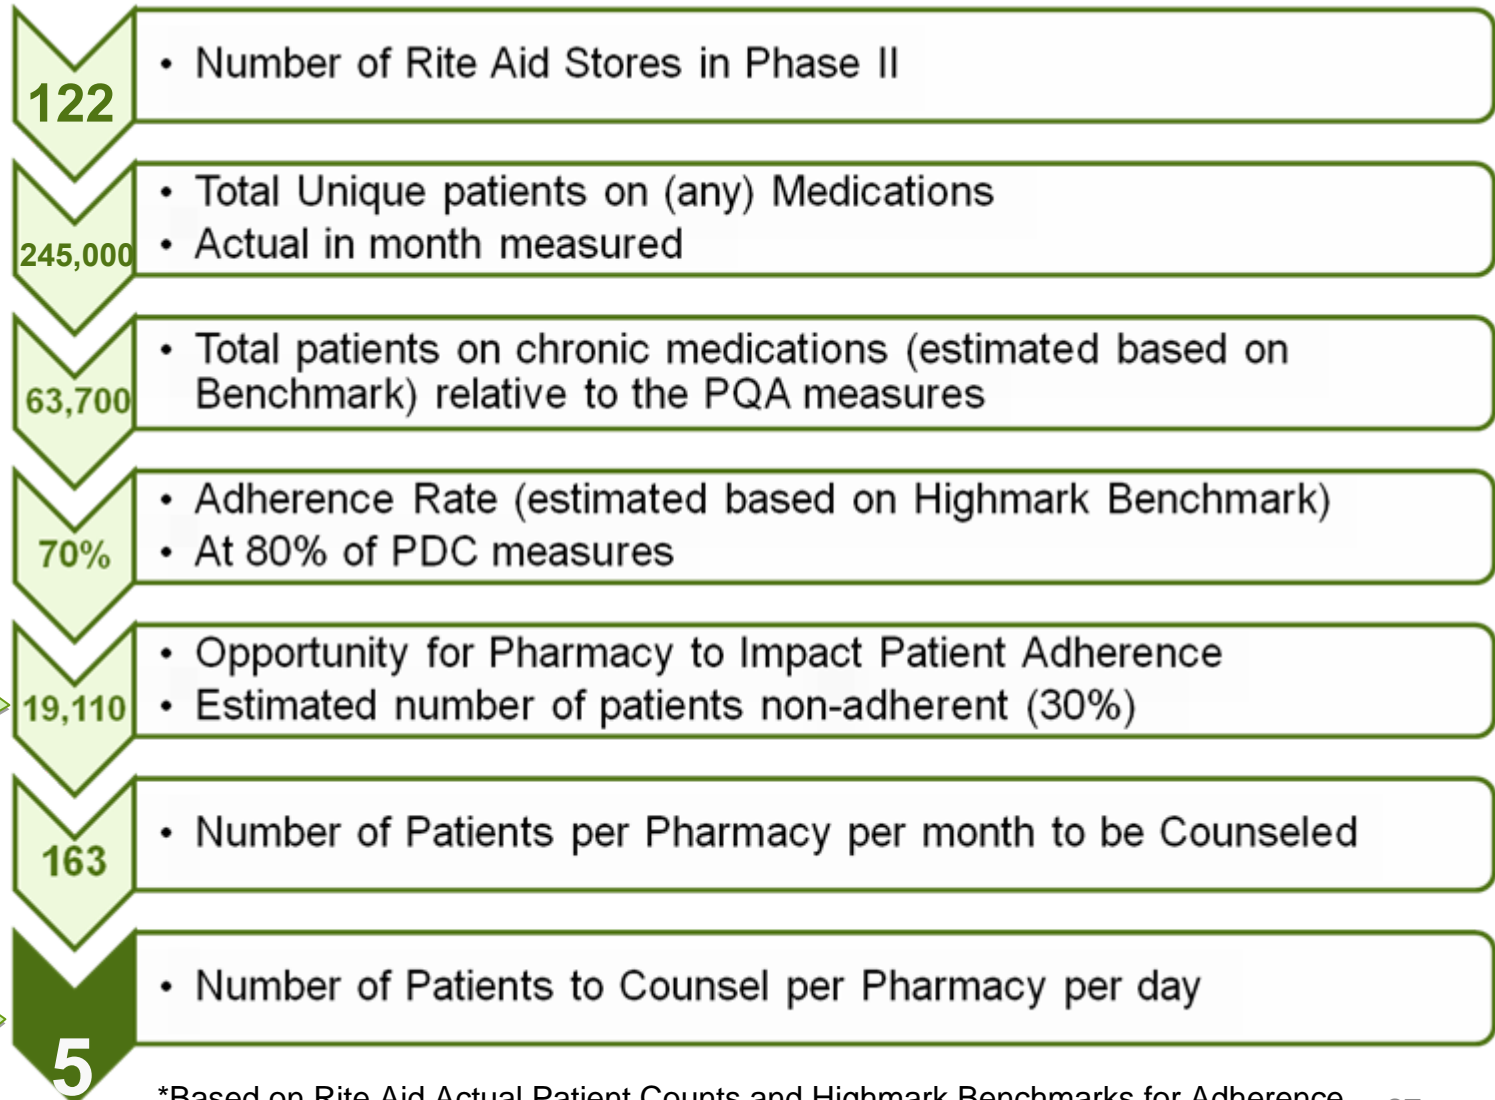 122
• Number of Rite Aid Stores in Phase II
245,000
• Total Unique patients on (any) Medications
• Actual in month measured
63,700
• Total patients on chronic medications (estimated based on
Benchmark) relative to the PQA measures
70%
• Adherence Rate (estimated based on Highmark Benchmark)
• At 80% of PDC measures
19,110
• Opportunity for Pharmacy to Impact Patient Adherence
• Estimated number of patients non-adherent (30%)
163
• Number of Patients per Pharmacy per month to be Counseled
5
• Number of Patients to Counsel per Pharmacy per day
*Based on Rite Aid Actual Patient Counts and Highmark Benchmarks for Adherence